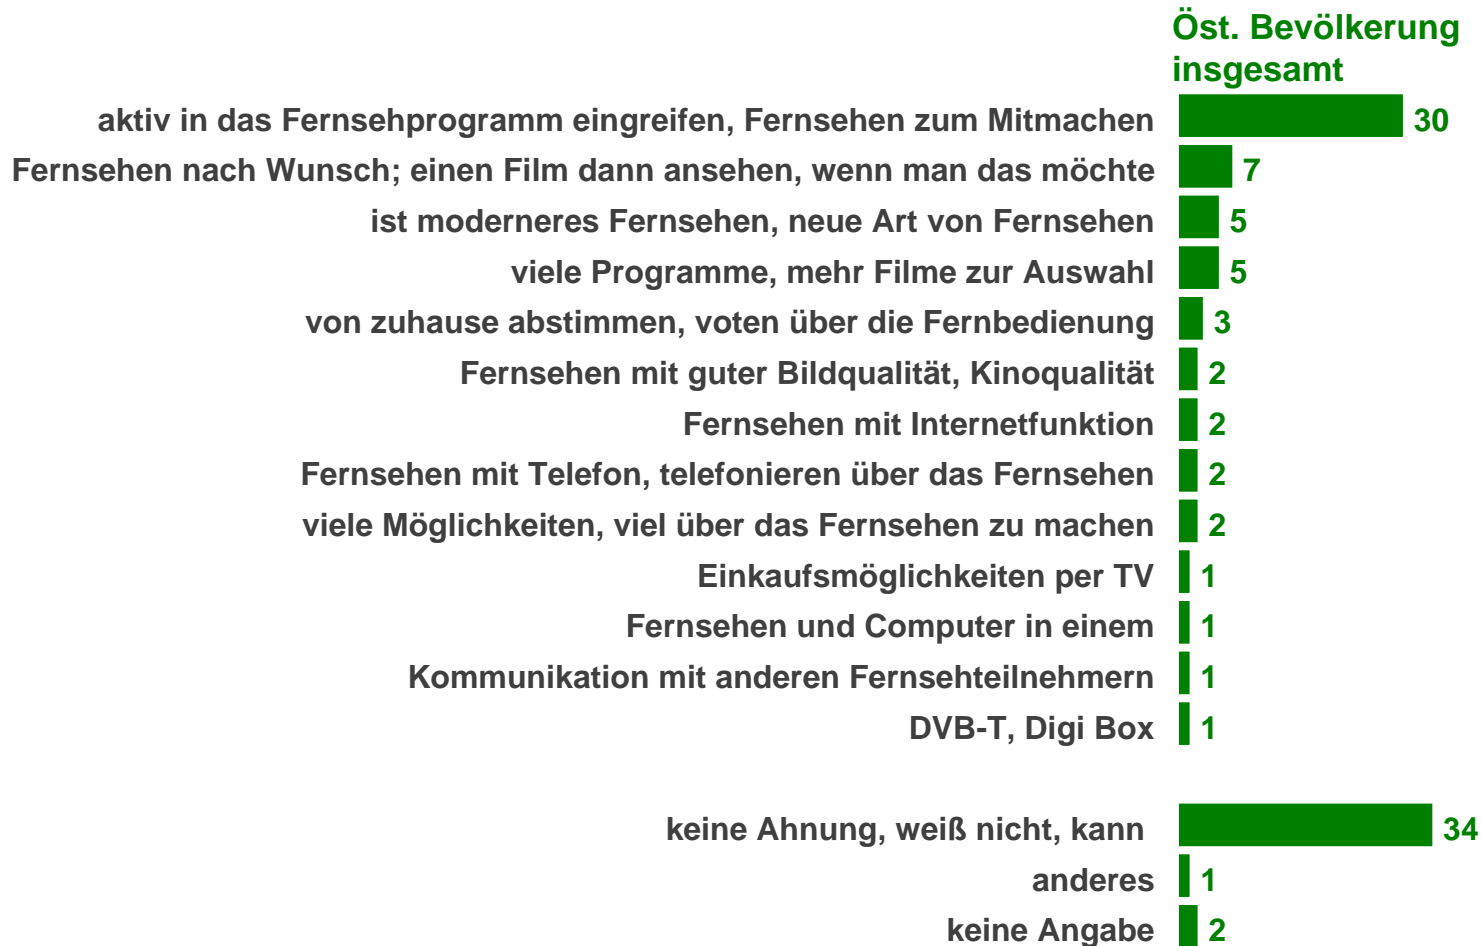 Öst. Bevölkerung
insgesamt
aktiv in das Fernsehprogramm eingreifen, Fernsehen zum Mitmachen 30
Fernsehen nach Wunsch; einen Film dann ansehen, wenn man das möchte 7
ist moderneres Fernsehen, neue Art von Fernsehen 5
viele Programme, mehr Filme zur Auswahl 5
von zuhause abstimmen, voten über die Fernbedienung 3
Fernsehen mit guter Bildqualität, Kinoqualität 2
Fernsehen mit Internetfunktion 2
Fernsehen mit Telefon, telefonieren über das Fernsehen 2
viele Möglichkeiten, viel über das Fernsehen zu machen 2
Einkaufsmöglichkeiten per TV 1
Fernsehen und Computer in einem 1
Kommunikation mit anderen Fernsehteilnehmern 1
DVB-T, Digi Box 1
keine Ahnung, weiß nicht, kann 34
anderes 1
keine Angabe 2